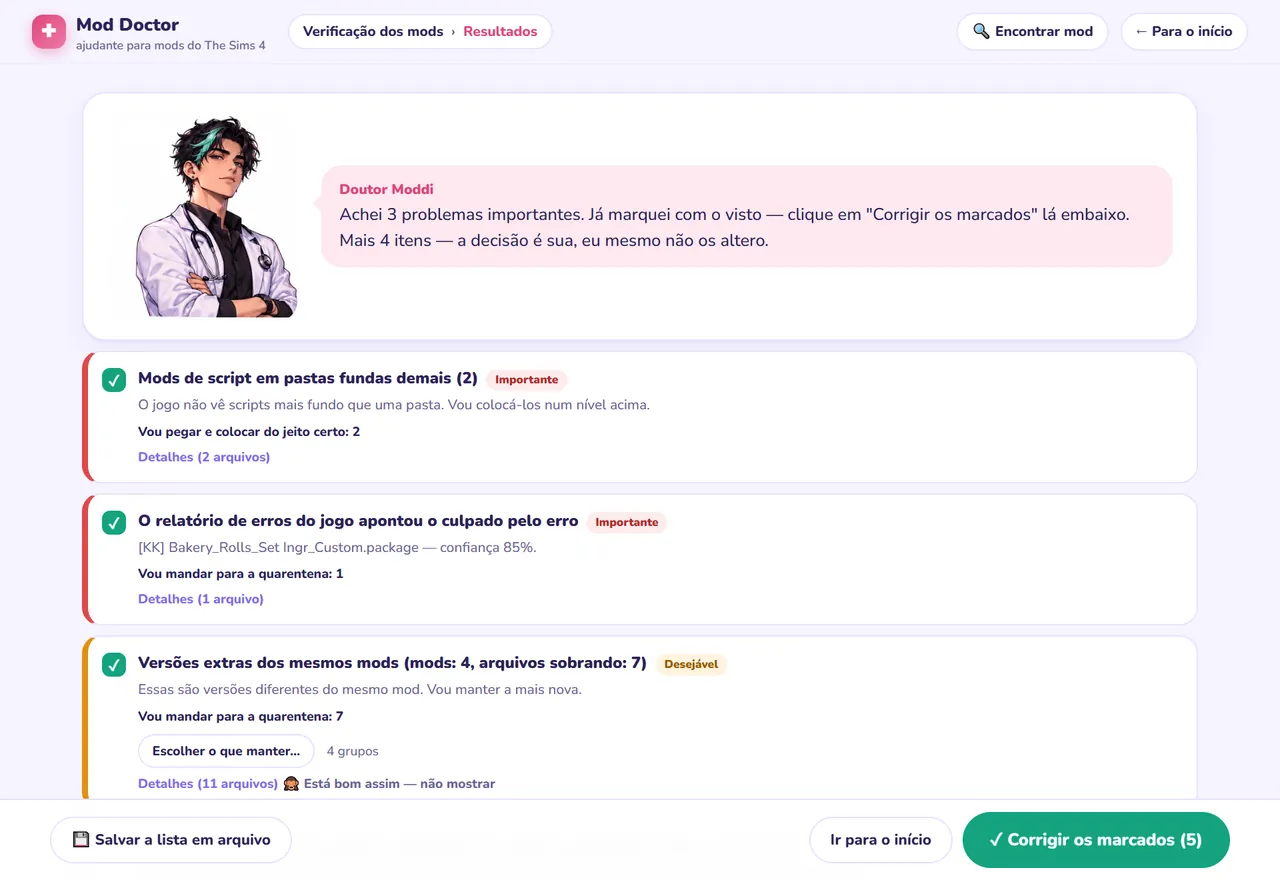 Mod Doctor
ajudante para mods do The Sims 4
Verificação dos mods › Resultados
🔍 Encontrar mod
← Para o início
Doutor Moddi
Achei 3 problemas importantes. Já marquei com o visto — clique em "Corrigir os marcados" lá embaixo.
Mais 4 itens — a decisão é sua, eu mesmo não os altero.
Mods de script em pastas fundas demais (2) Importante
O jogo não vê scripts mais fundo que uma pasta. Vou colocá-los num nível acima.
Vou pegar e colocar do jeito certo: 2
Detalhes (2 arquivos)
O relatório de erros do jogo apontou o culpado pelo erro Importante
[KK] Bakery_Rolls_Set Ingr_Custom.package — confiança 85%.
Vou mandar para a quarentena: 1
Detalhes (1 arquivo)
Versões extras dos mesmos mods (mods: 4, arquivos sobrando: 7) Desejável
Essas são versões diferentes do mesmo mod. Vou manter a mais nova.
Vou mandar para a quarentena: 7
Escolher o que manter... 4 grupos
Detalhes (11 arquivos) 🙈 Está bom assim — não mostrar
💾 Salvar a lista em arquivo
Ir para o início
✓ Corrigir os marcados (5)